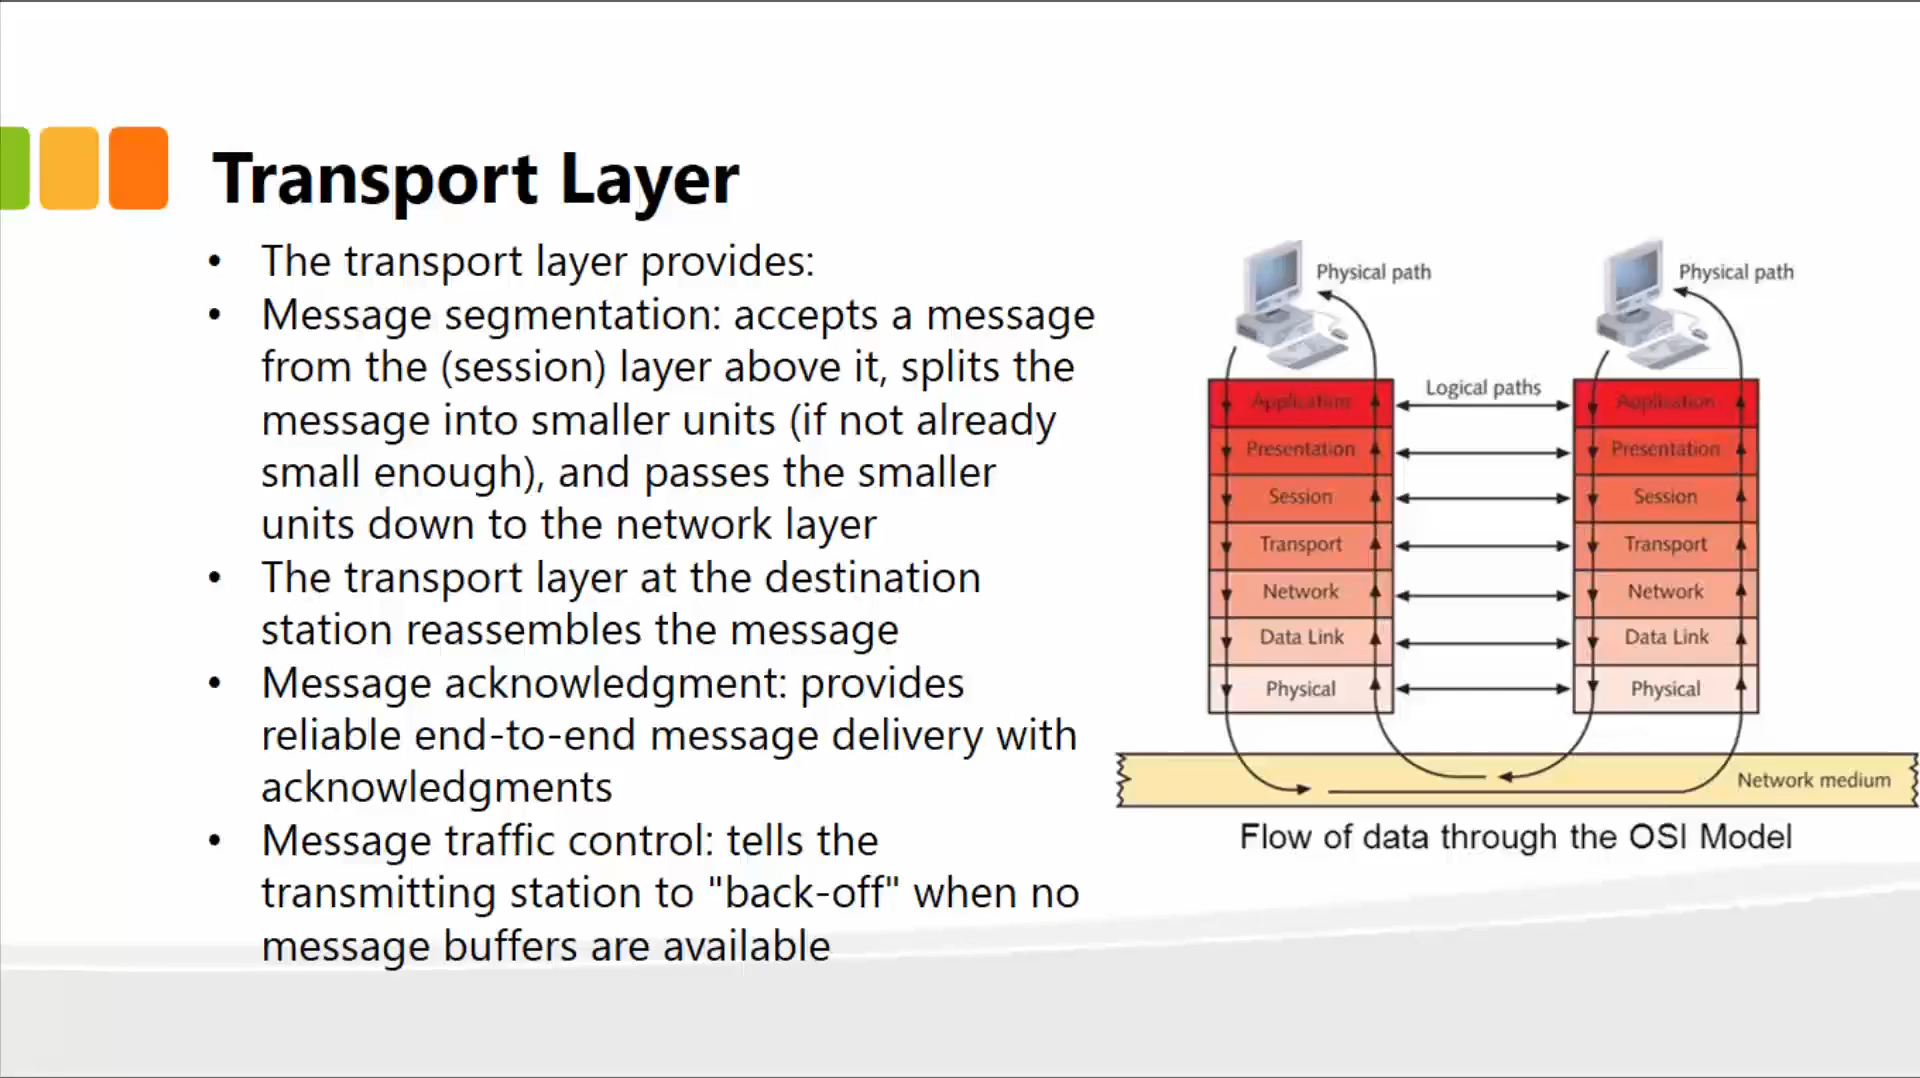 Transport Layer
• The transport layer provides:
• Message segmentation: accepts a message
from the (session) layer above it, splits the
message into smaller units (if not already
small enough), and passes the smaller
units down to the network layer
• The transport layer at the destination
station reassembles the message
• Message acknowledgment: provides
reliable end-to-end message delivery with
acknowledgments
• Message traffic control: tells the
transmitting station to "back-off" when no
message buffers are available
Physical path
Physical path
Logical paths
Application
Application
Presentation
Presentation
Session
Session
Transport
Transport
Network
Network
Data Link
Data Link
Physical
Physical
Network medium
Flow of data through the OSI Model